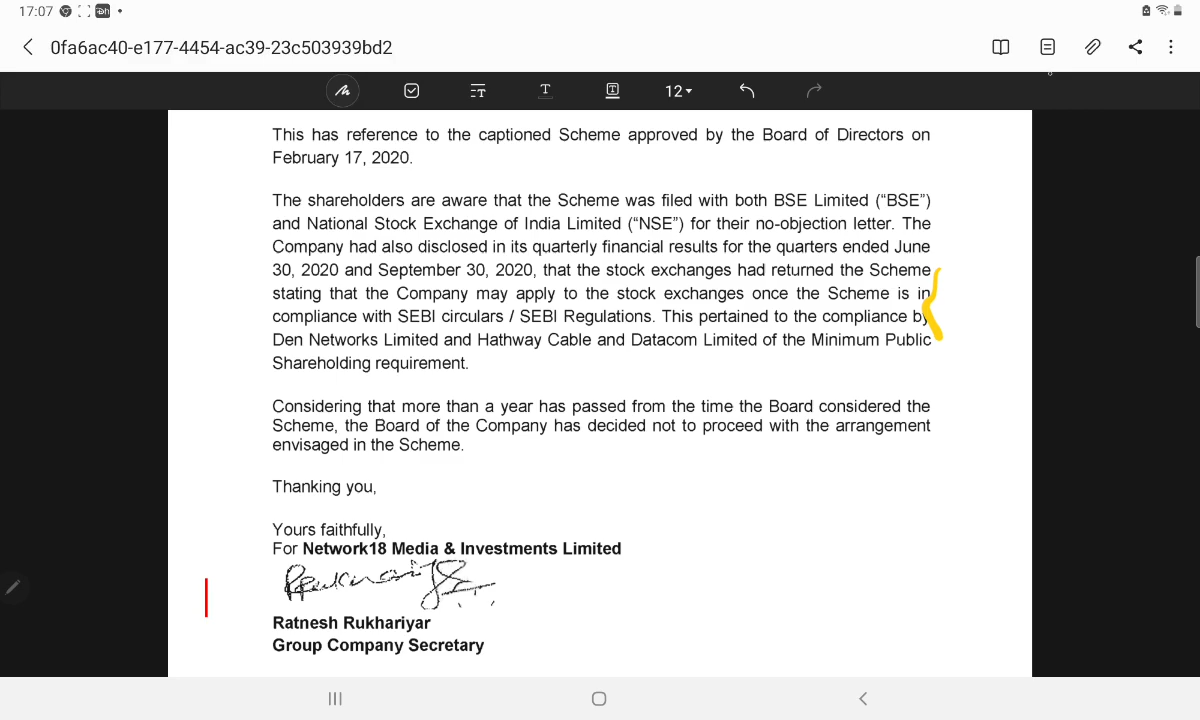 17:07
0fa6ac40-e177-4454-ac39-23c503939bd2
12
This has reference to the captioned Scheme approved by the Board of Directors on
February 17, 2020.
The shareholders are aware that the Scheme was filed with both BSE Limited (“BSE”)
and National Stock Exchange of India Limited (“NSE”) for their no-objection letter. The
Company had also disclosed in its quarterly financial results for the quarters ended June
30, 2020 and September 30, 2020, that the stock exchanges had returned the Scheme
stating that the Company may apply to the stock exchanges once the Scheme is in
compliance with SEBI circulars / SEBI Regulations. This pertained to the compliance by
Den Networks Limited and Hathway Cable and Datacom Limited of the Minimum Public
Shareholding requirement.
Considering that more than a year has passed from the time the Board considered the
Scheme, the Board of the Company has decided not to proceed with the arrangement
envisaged in the Scheme.
Thanking you,
Yours faithfully,
For Network18 Media & Investments Limited
Ratnesh Rukhariyar
Group Company Secretary